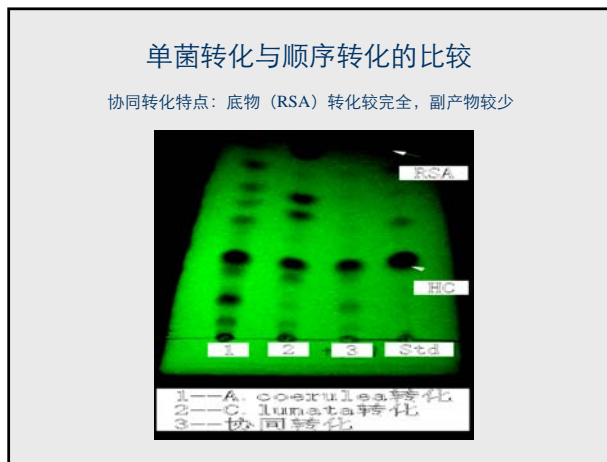 单菌转化与顺序转化的比较
协同转化特点：底物（RSA）转化较完全，副产物较少
RSA
HC
1 2 3 Std
1--A. coerulea转化
2--C. lunata转化
3--协同转化